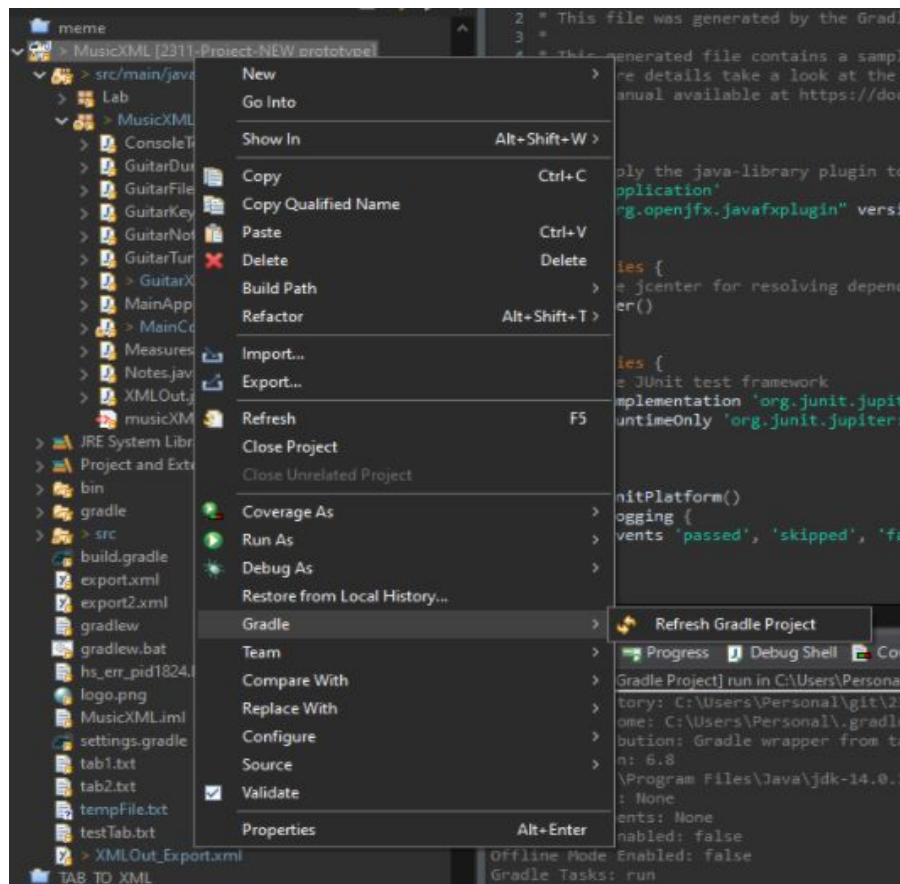 meme
> MusicXML [2311-Project-NEW prototype]
> src/main/java
Lab
> MusicXML
ConsoleTe
GuitarDur
GuitarFile
GuitarKey
GuitarNot
GuitarTun
> GuitarX
MainApp
> MainCo
Measures
Notes.jav
XMLOut.j
musicXM
JRE System Libr
Project and Exte
bin
gradle
> src
build.gradle
export.xml
export2.xml
gradlew
gradlew.bat
hs_err_pid1824.l
logo.png
MusicXML.iml
settings.gradle
tab1.txt
tab2.txt
tempFile.txt
testTab.txt
> XMLOut_Export.xml
TAB TO XML
New
Go Into
Show In Alt+Shift+W >
Copy Ctrl+C
Copy Qualified Name
Paste Ctrl+V
Delete Delete
Build Path
Refactor Alt+Shift+T >
Import...
Export...
Refresh F5
Close Project
Close Unrelated Project
Coverage As
Run As
Debug As
Restore from Local History...
Gradle
Team
Compare With
Replace With
Configure
Source
Validate
Properties Alt+Enter
Refresh Gradle Project
2 * This file was generated by the Grad
3 *
4 * This generated file contains a samp
re details take a look at the
anual available at https://doc
ply the java-library plugin to
pplication'
rg.openjfx.javafxplugin" versi
ies {
e jcenter for resolving depen
er()
ies {
e JUnit test framework
mplementation 'org.junit.jupit
untimeOnly 'org.junit.jupiter:
nitPlatform()
ogging {
vents 'passed', 'skipped', 'fa
Progress Debug Shell Co
Gradle Project] run in C:\Users\Persona
tory: C:\Users\Personal\git\2
ome: C:\Users\Personal\.gradl
bution: Gradle wrapper from ta
n: 6.8
\Program Files\Java\jdk-14.0.
: None
ents: None
nabled: false
Offline Mode Enabled: false
Gradle Tasks: run